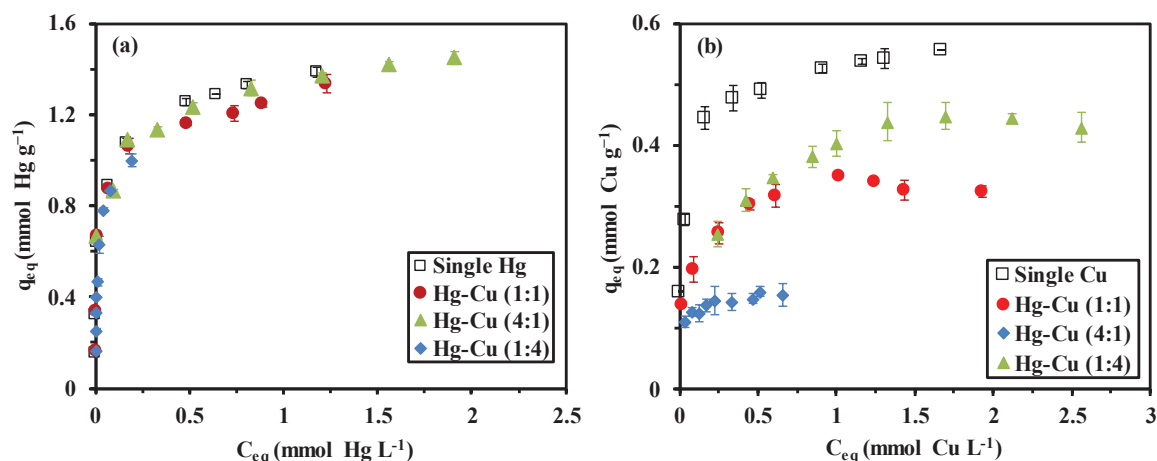 (a)
1.6
1.2
0.8
0.4
0
q_eq (mmol Hg g⁻¹)
Single Hg
Hg-Cu (1:1)
Hg-Cu (4:1)
Hg-Cu (1:4)
0 0.5 1 1.5 2 2.5
C_eq (mmol Hg L⁻¹)
(b)
0.6
0.4
0.2
0
q_eq (mmol Cu g⁻¹)
Single Cu
Hg-Cu (1:1)
Hg-Cu (4:1)
Hg-Cu (1:4)
0 0.5 1 1.5 2 2.5 3
C_eq (mmol Cu L⁻¹)